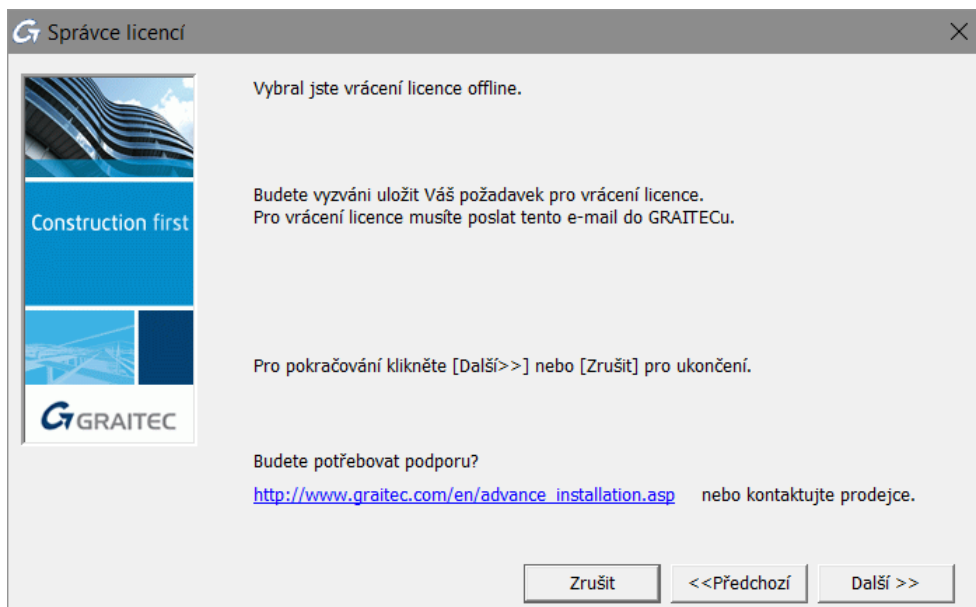 Správce licencí
Vybral jste vrácení licence offline.
Budete vyzváni uložit Váš požadavek pro vrácení licence.
Pro vrácení licence musíte poslat tento e-mail do GRAITECu.
Construction first
Pro pokračování klikněte [Další>>] nebo [Zrušit] pro ukončení.
GRAITEC
Budete potřebovat podporu?
http://www.graitec.com/en/advance_installation.asp nebo kontaktujte prodejce.
Zrušit <<Předchozí Další >>